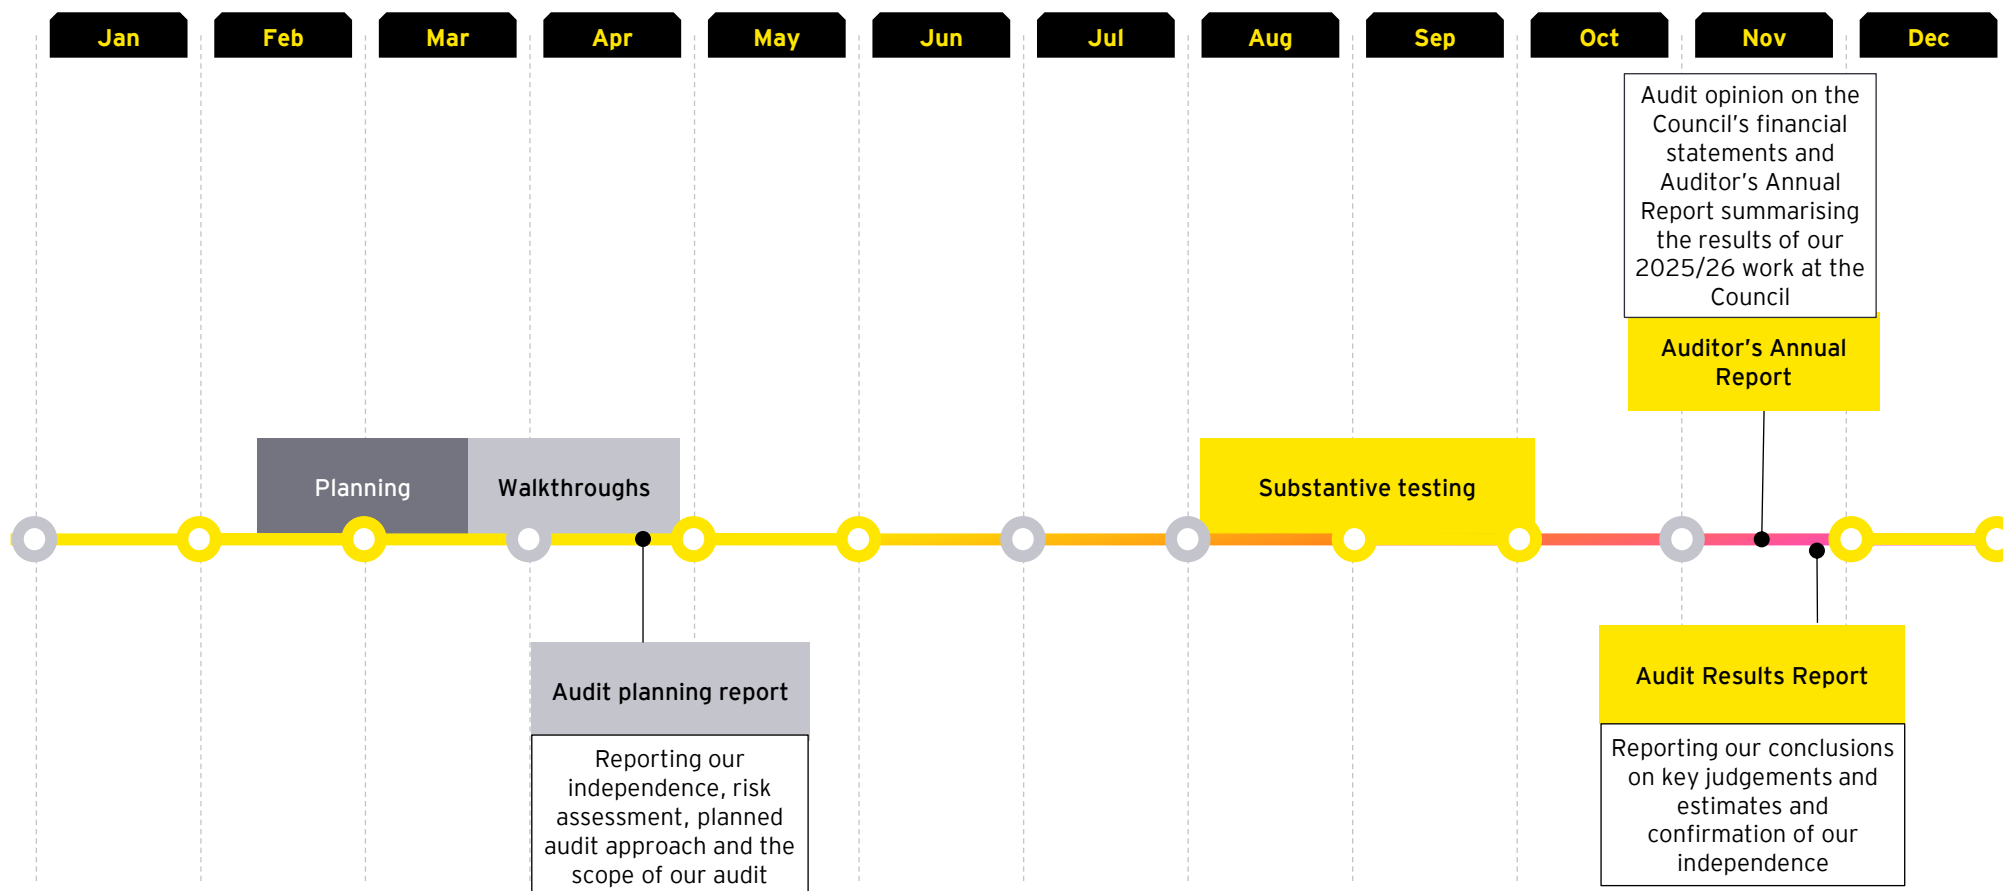 Jan
Feb
Mar
Apr
May
Jun
Jul
Aug
Sep
Oct
Nov
Dec
Audit opinion on the
Council’s financial
statements and
Auditor’s Annual
Report summarising
the results of our
2025/26 work at the
Council
Auditor’s Annual
Report
Planning
Walkthroughs
Substantive testing
Audit planning report
Reporting our
independence, risk
assessment, planned
audit approach and the
scope of our audit
Audit Results Report
Reporting our conclusions
on key judgements and
estimates and
confirmation of our
independence